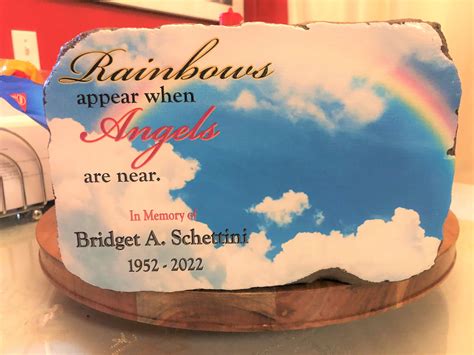 Rainbows
appear when
Angels
are near.
In Memory of
Bridget A. Schettini
1952 - 2022